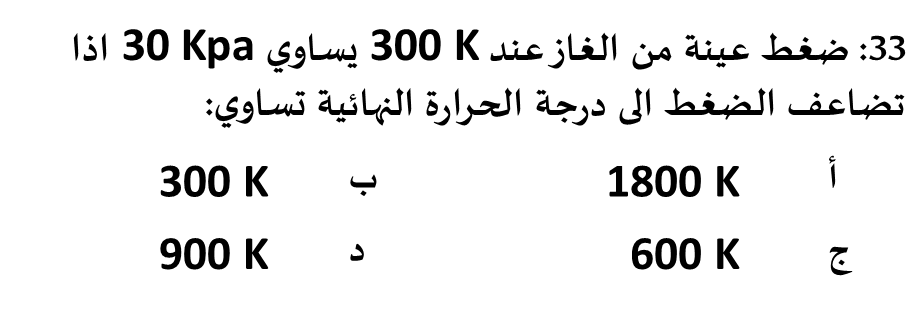 33: ضغط عينة من الغاز عند 300 K يساوي 30 Kpa اذا
تضاعف الضغط الى درجة الحرارة النهائية تساوي:
أ 1800 K ب 300 K
ج 600 K د 900 K